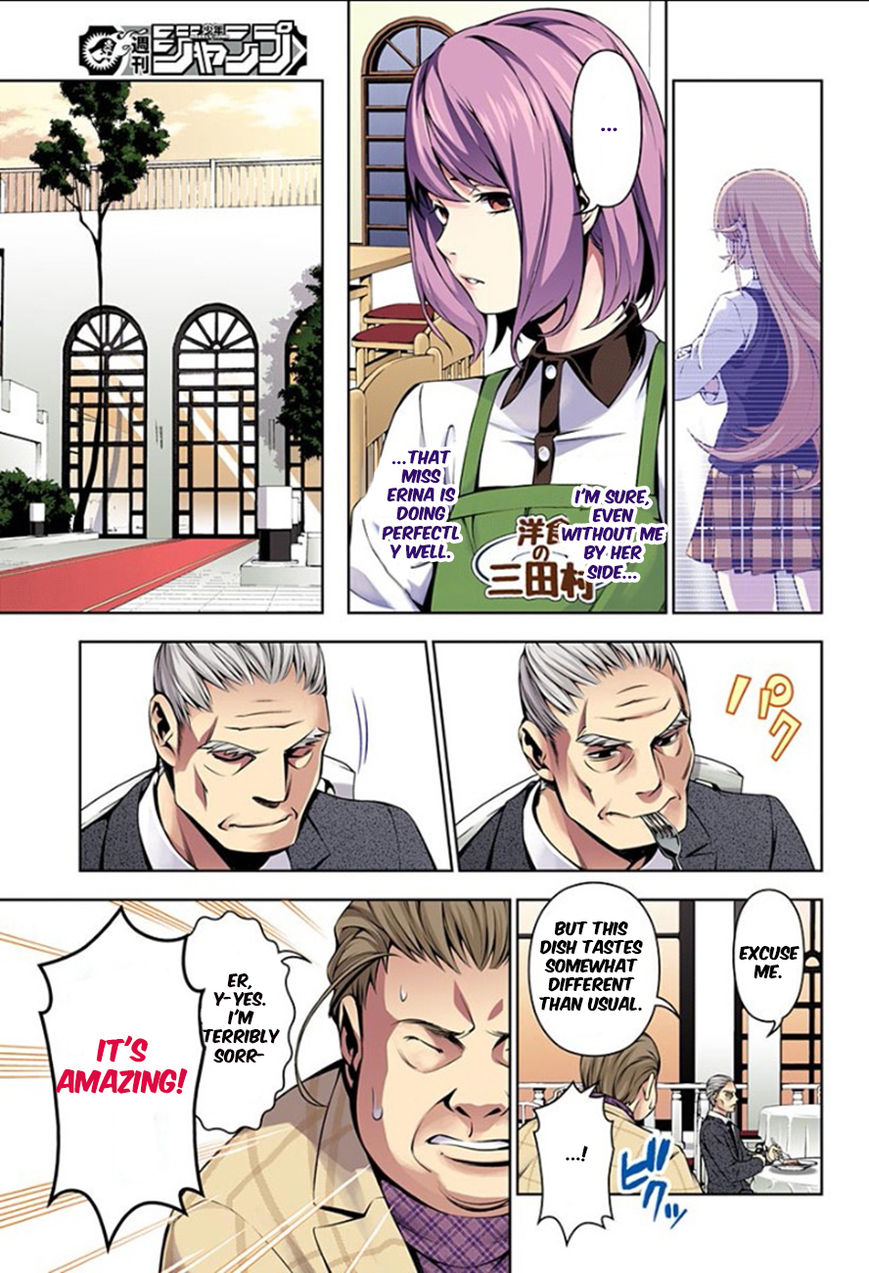 週刊
少年
ジャンプ
...
I'M SURE,
EVEN
WITHOUT ME
BY HER
SIDE...
...THAT
MISS
ERINA IS
DOING
PERFECTL
Y WELL.
洋食
の
三田村
パク
EXCUSE
ME.
BUT THIS
DISH TASTES
SOMEWHAT
DIFFERENT
THAN USUAL.
...!
ビクッ
ER,
Y-YES.
I'M
TERRIBLY
SORR-
IT'S
AMAZING!